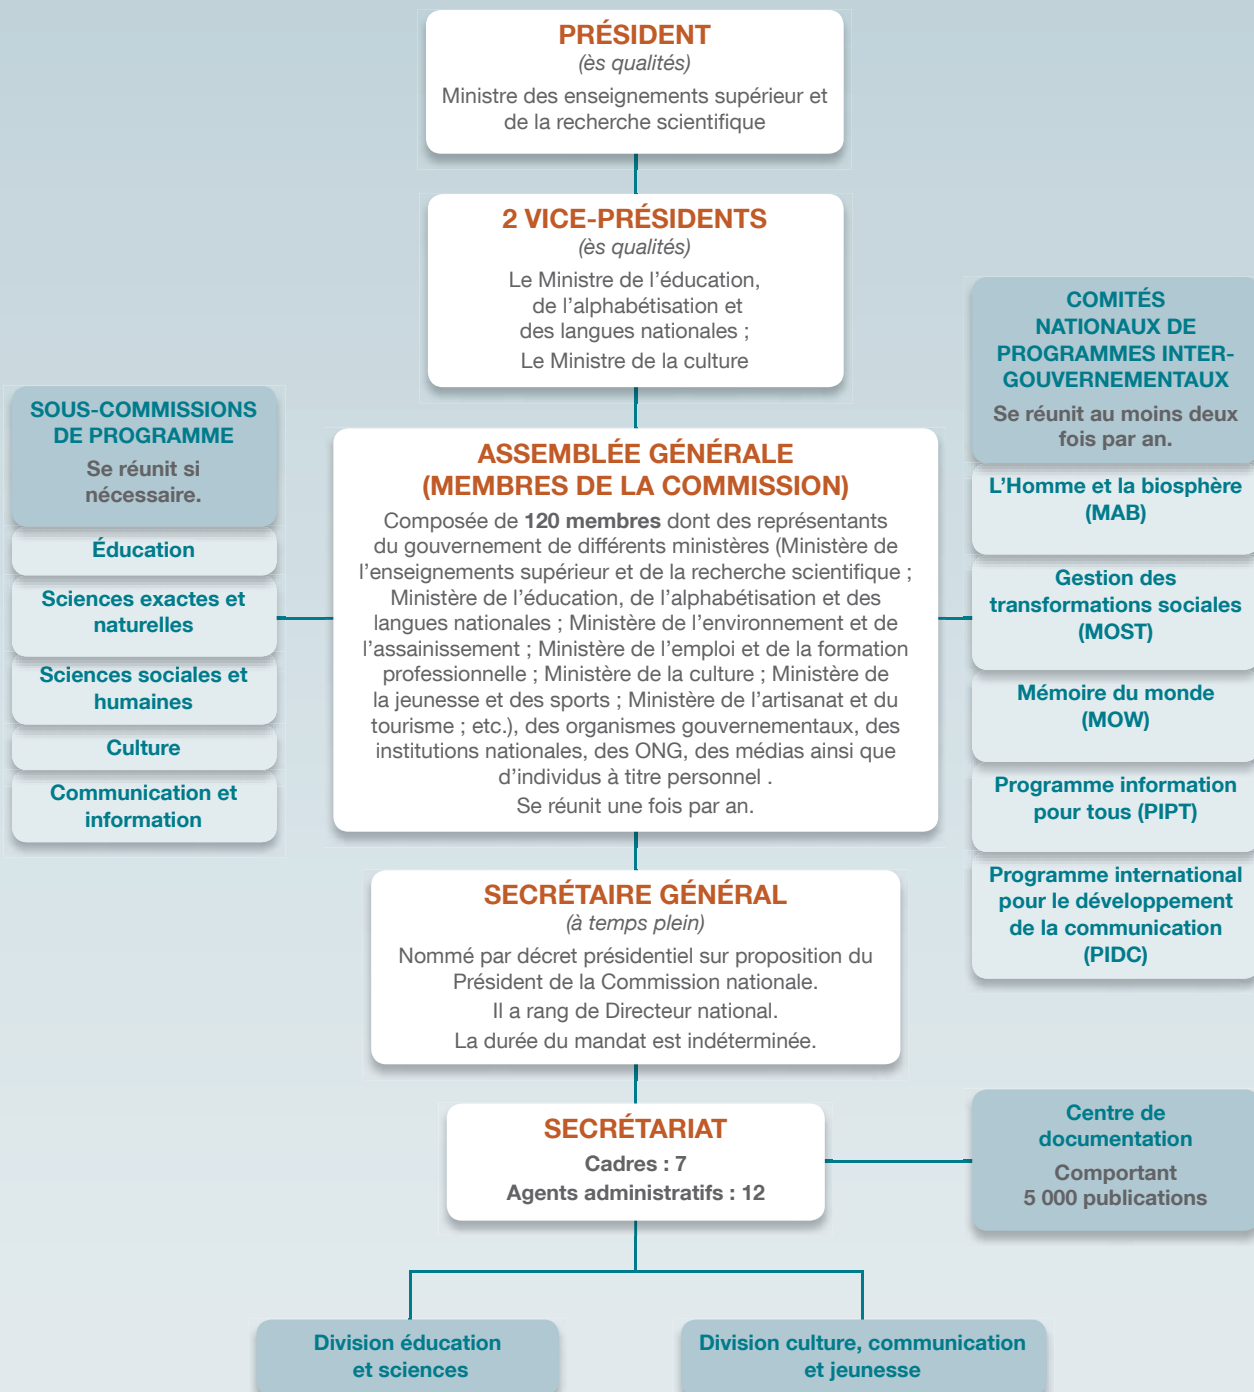 PRÉSIDENT
(ès qualités)
Ministre des enseignements supérieur et
de la recherche scientifique
2 VICE-PRÉSIDENTS
(ès qualités)
Le Ministre de l’éducation,
de l’alphabétisation et
des langues nationales ;
Le Ministre de la culture
COMITÉS
NATIONAUX DE
PROGRAMMES INTER-
GOUVERNEMENTAUX
Se réunit au moins deux
fois par an.
L’Homme et la biosphère
(MAB)
Gestion des
transformations sociales
(MOST)
Mémoire du monde
(MOW)
Programme information
pour tous (PIPT)
Programme international
pour le développement
de la communication
(PIDC)
SOUS-COMMISSIONS
DE PROGRAMME
Se réunit si
nécessaire.
Éducation
Sciences exactes et
naturelles
Sciences sociales et
humaines
Culture
Communication et
information
ASSEMBLÉE GÉNÉRALE
(MEMBRES DE LA COMMISSION)
Composée de 120 membres dont des représentants
du gouvernement de différents ministères (Ministère de
l’enseignements supérieur et de la recherche scientifique ;
Ministère de l’éducation, de l’alphabétisation et des
langues nationales ; Ministère de l’environnement et de
l’assainissement ; Ministère de l’emploi et de la formation
professionnelle ; Ministère de la culture ; Ministère de
la jeunesse et des sports ; Ministère de l’artisanat et du
tourisme ; etc.), des organismes gouvernementaux, des
institutions nationales, des ONG, des médias ainsi que
d’individus à titre personnel .
Se réunit une fois par an.
SECRÉTAIRE GÉNÉRAL
(à temps plein)
Nommé par décret présidentiel sur proposition du
Président de la Commission nationale.
Il a rang de Directeur national.
La durée du mandat est indéterminée.
SECRÉTARIAT
Cadres : 7
Agents administratifs : 12
Centre de
documentation
Comportant
5 000 publications
Division éducation
et sciences
Division culture, communication
et jeunesse